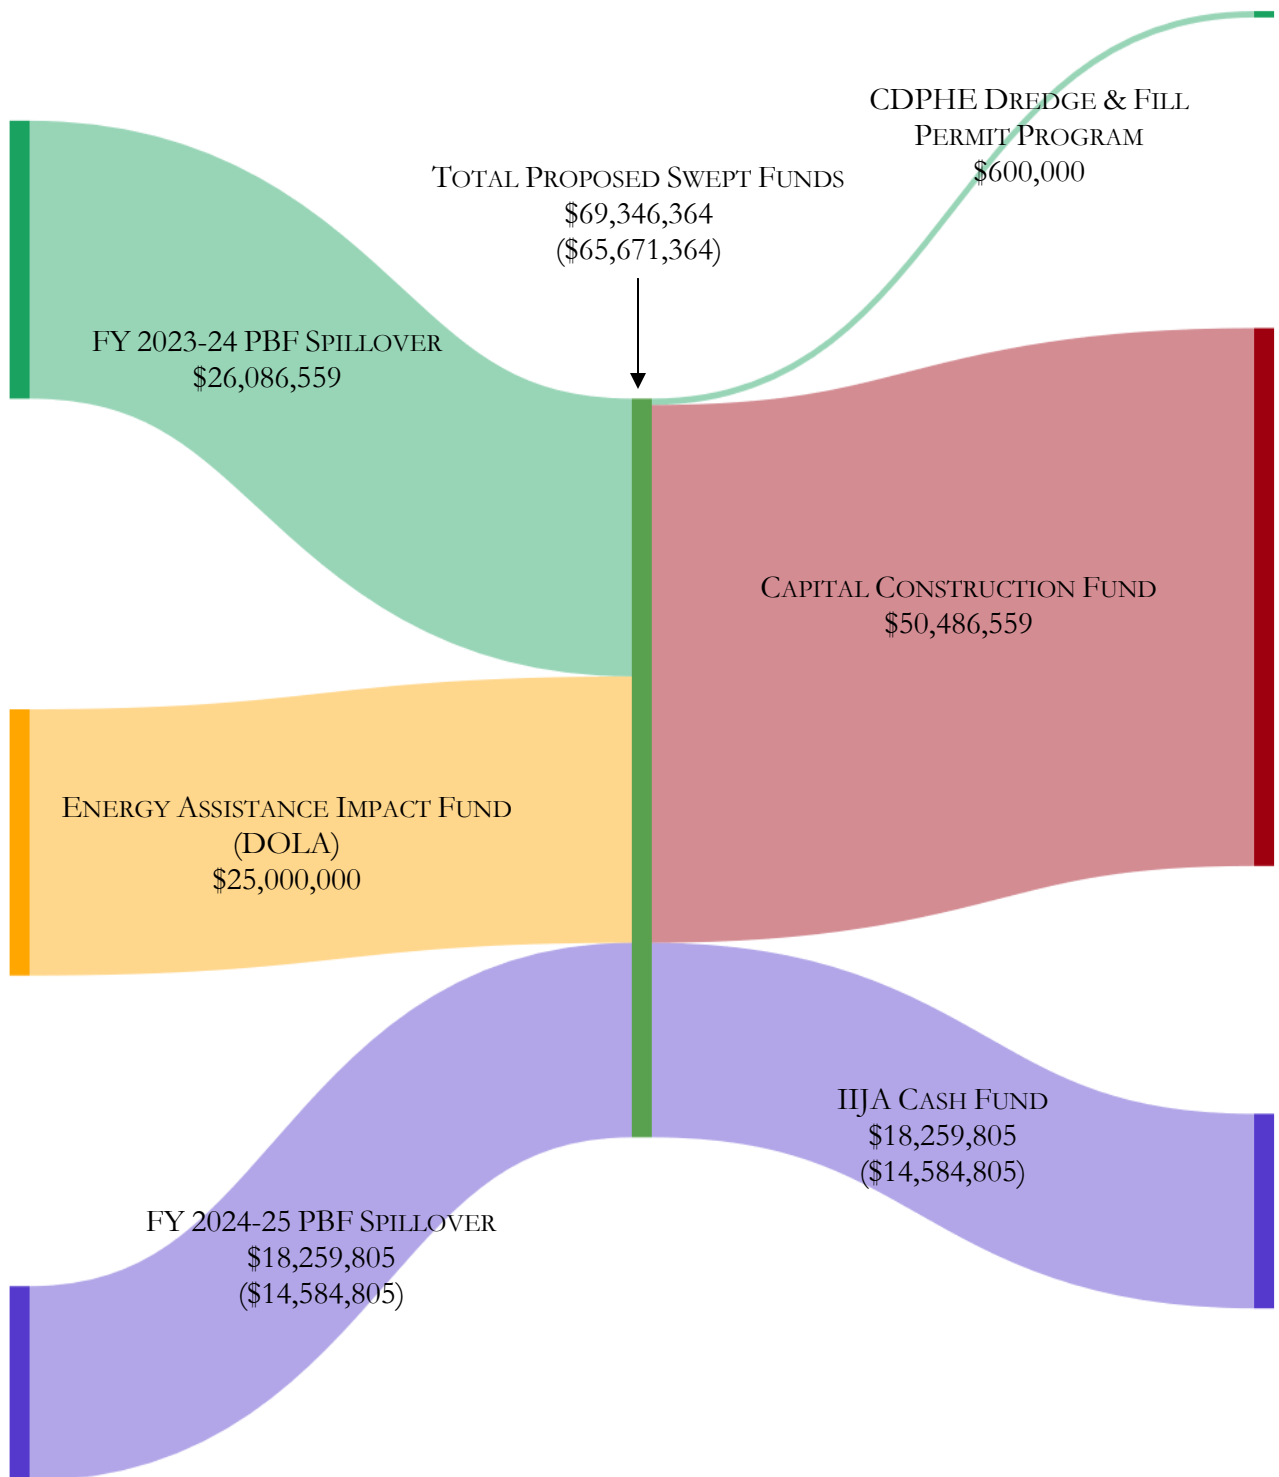 CDPHE Dredge & Fill
Permit Program
$600,000
Total Proposed Swept Funds
$69,346,364
($65,671,364)
FY 2023-24 PBF Spillover
$26,086,559
Capital Construction Fund
$50,486,559
Energy Assistance Impact Fund
(DOLA)
$25,000,000
IIJA Cash Fund
$18,259,805
($14,584,805)
FY 2024-25 PBF Spillover
$18,259,805
($14,584,805)